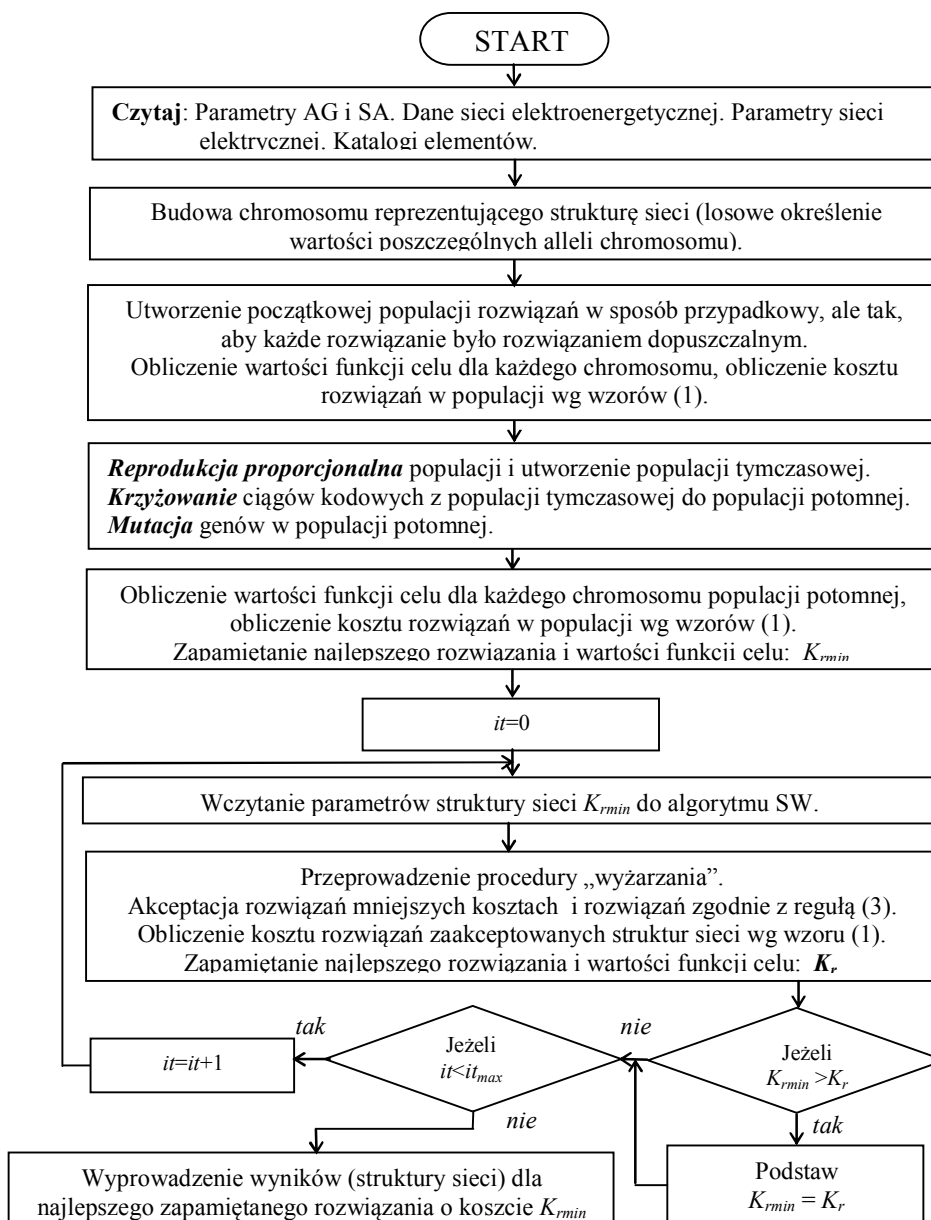 START
Czytaj: Parametry AG i SA. Dane sieci elektroenergetycznej. Parametry sieci
elektrycznej. Katalogi elementów.
Budowa chromosomu reprezentującego strukturę sieci (losowe określenie
wartości poszczególnych alleli chromosomu).
Utworzenie początkowej populacji rozwiązań w sposób przypadkowy, ale tak,
aby każde rozwiązanie było rozwiązaniem dopuszczalnym.
Obliczenie wartości funkcji celu dla każdego chromosomu, obliczenie kosztu
rozwiązań w populacji wg wzorów (1).
Reprodukcja proporcjonalna populacji i utworzenie populacji tymczasowej.
Krzyżowanie ciągów kodowych z populacji tymczasowej do populacji potomnej.
Mutacja genów w populacji potomnej.
Obliczenie wartości funkcji celu dla każdego chromosomu populacji potomnej,
obliczenie kosztu rozwiązań w populacji wg wzorów (1).
Zapamiętanie najlepszego rozwiązania i wartości funkcji celu: Krmin
it=0
Wczytanie parametrów struktury sieci Krmin do algorytmu SW.
Przeprowadzenie procedury „wyżarzania”.
Akceptacja rozwiązań mniejszych kosztach i rozwiązań zgodnie z regułą (3).
Obliczenie kosztu rozwiązań zaakceptowanych struktur sieci wg wzoru (1).
Zapamiętanie najlepszego rozwiązania i wartości funkcji celu: Kr
Jeżeli
Krmin >Kr
nie
tak
Podstaw
Krmin = Kr
Jeżeli
it<itmax
tak
nie
it=it+1
Wyprowadzenie wyników (struktury sieci) dla
najlepszego zapamiętanego rozwiązania o koszcie Krmin